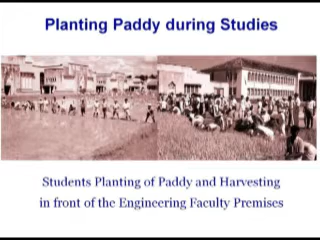 Planting Paddy during Studies
Students Planting of Paddy and Harvesting
in front of the Engineering Faculty Premises